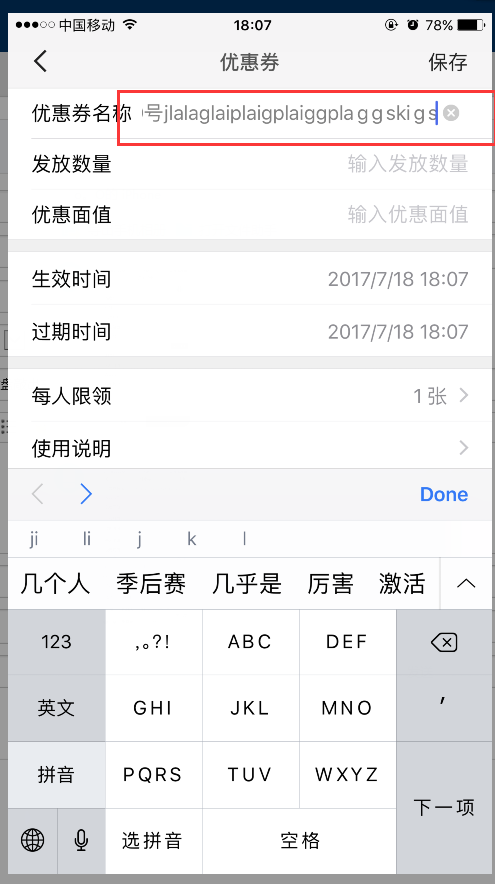 中国移动 18:07 78%
优惠券 保存
优惠券名称 号jlalaglaiplaigplaiggpla g g ski g s
发放数量 输入发放数量
优惠面值 输入优惠面值
生效时间 2017/7/18 18:07
过期时间 2017/7/18 18:07
每人限领 1 张
使用说明
Done
ji li j k l
几个人 季后赛 几乎是 厉害 激活
123 ,。?! ABC DEF
英文 GHI JKL MNO ′
拼音 PQRS TUV WXYZ 下一项
选拼音 空格